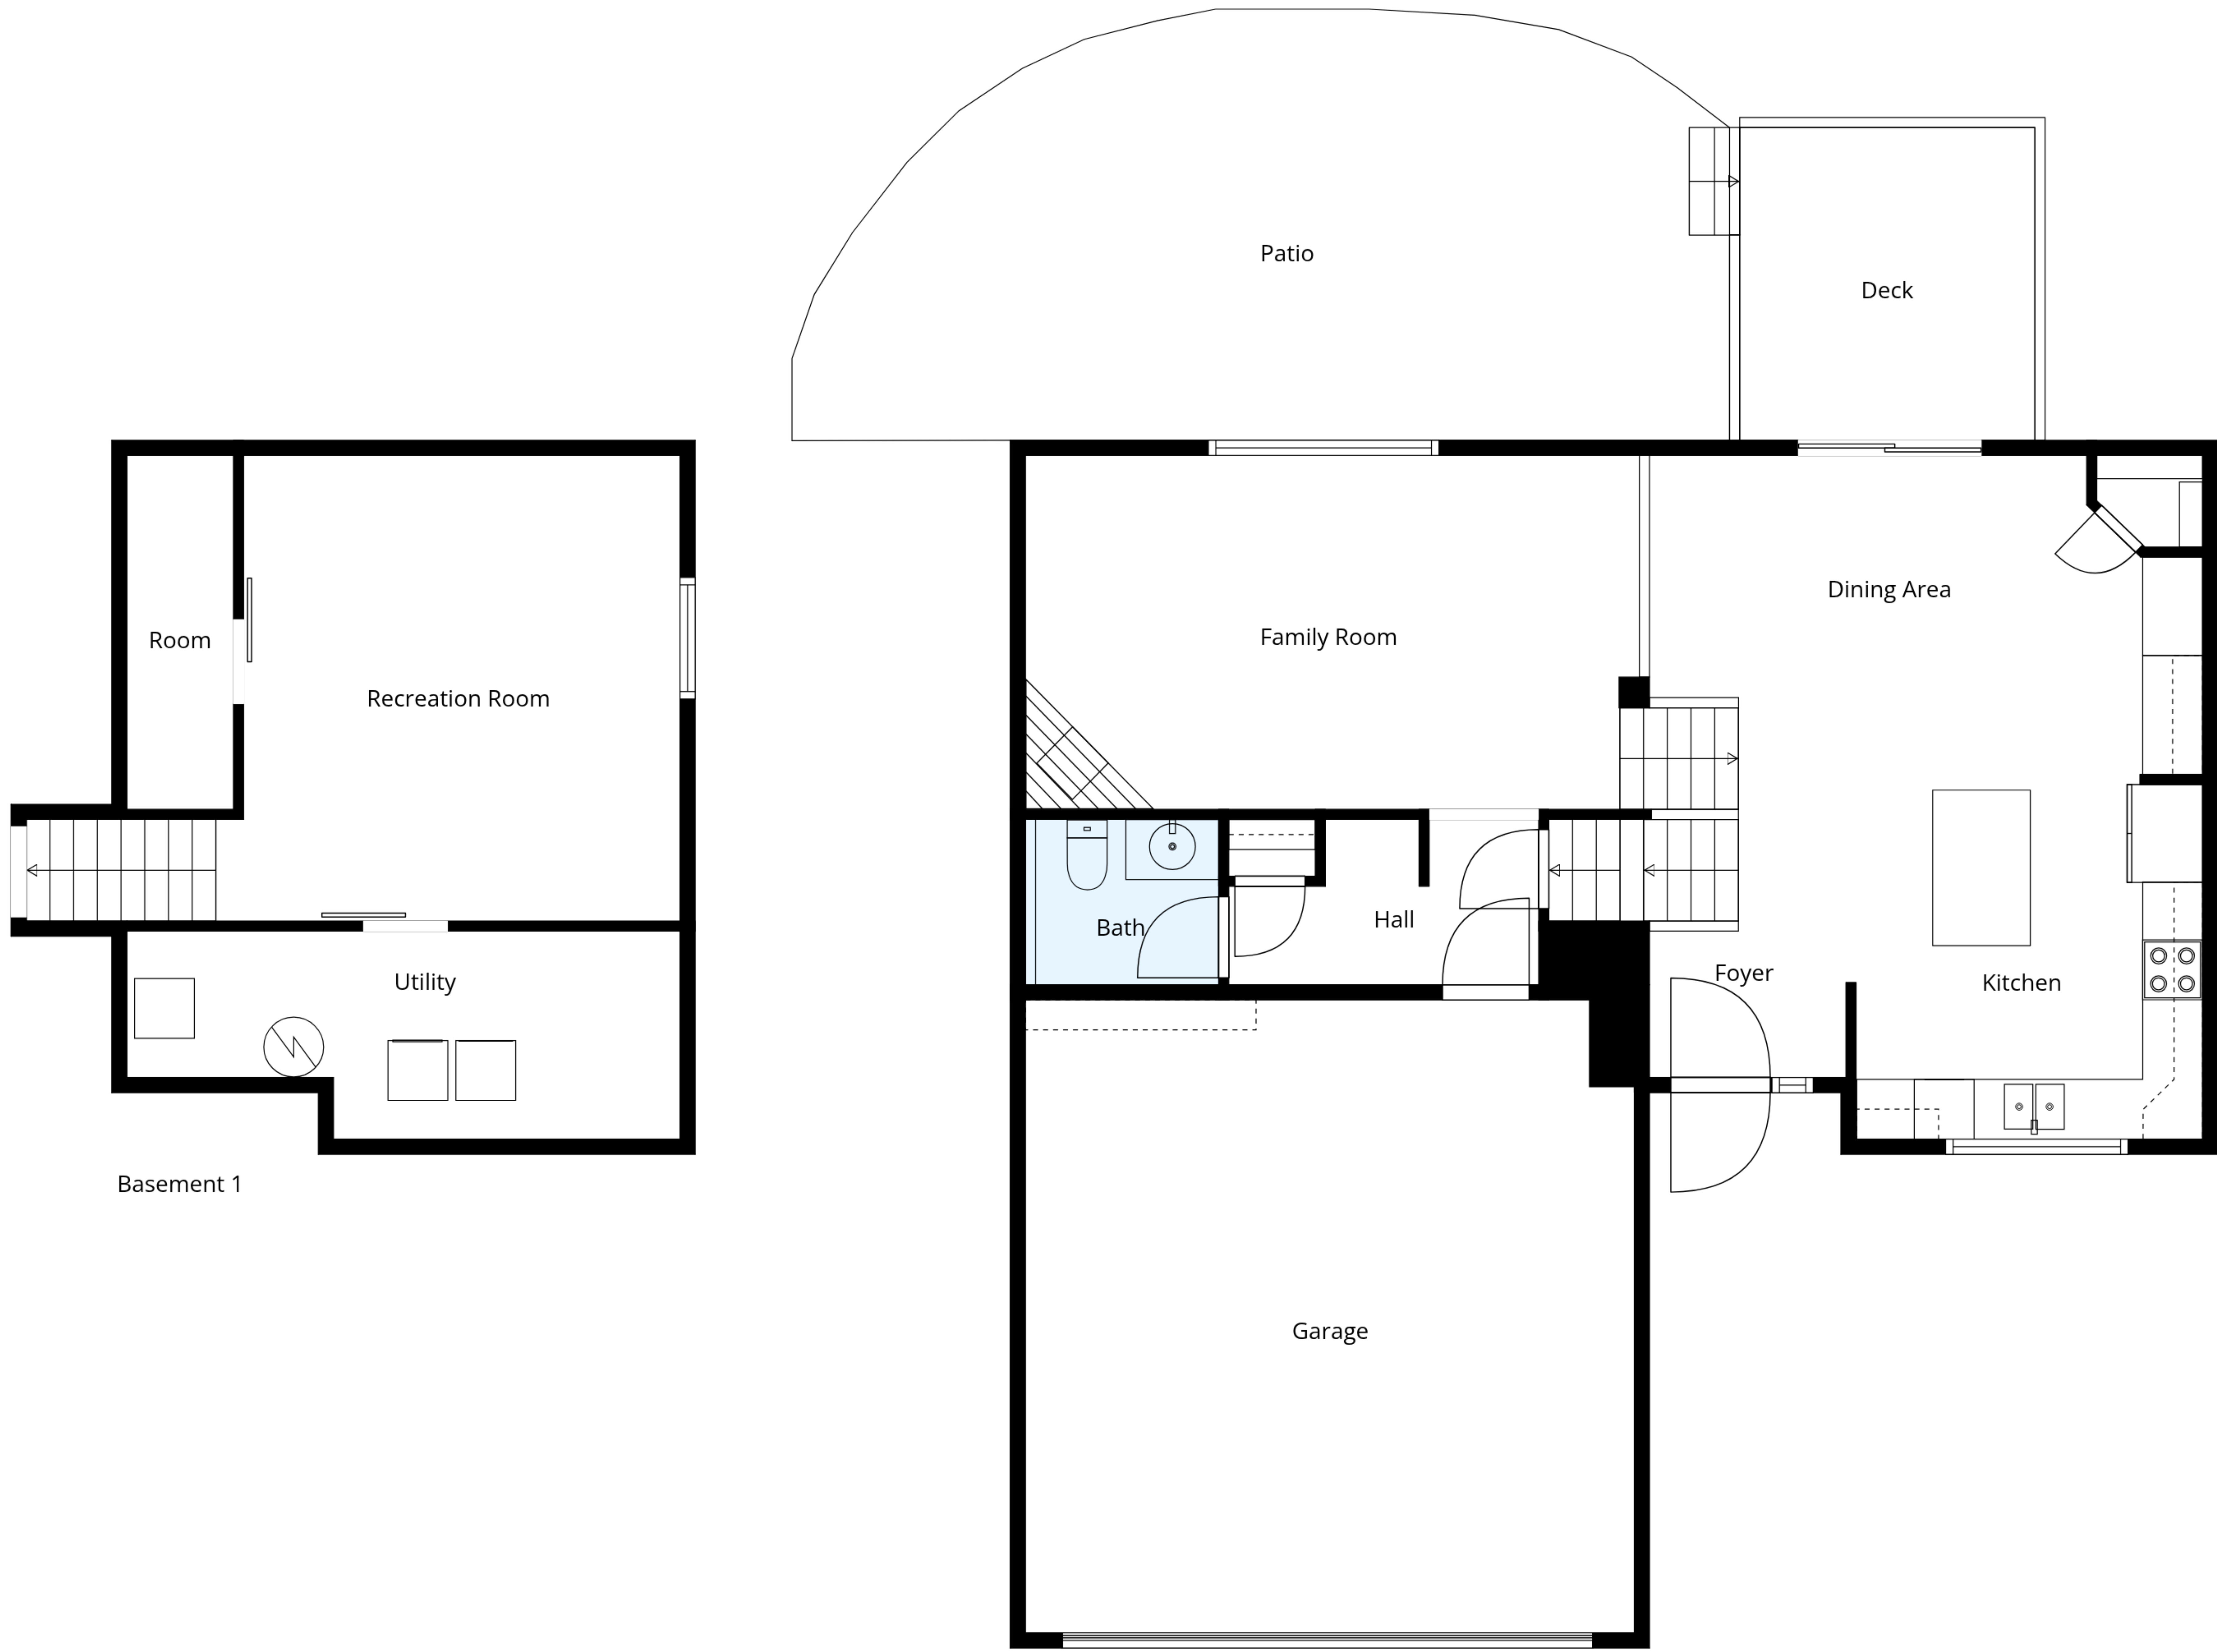 Patio
Deck
Dining Area
Family Room
Room
Recreation Room
Bath
Hall
Foyer
Kitchen
Utility
Basement 1
Garage